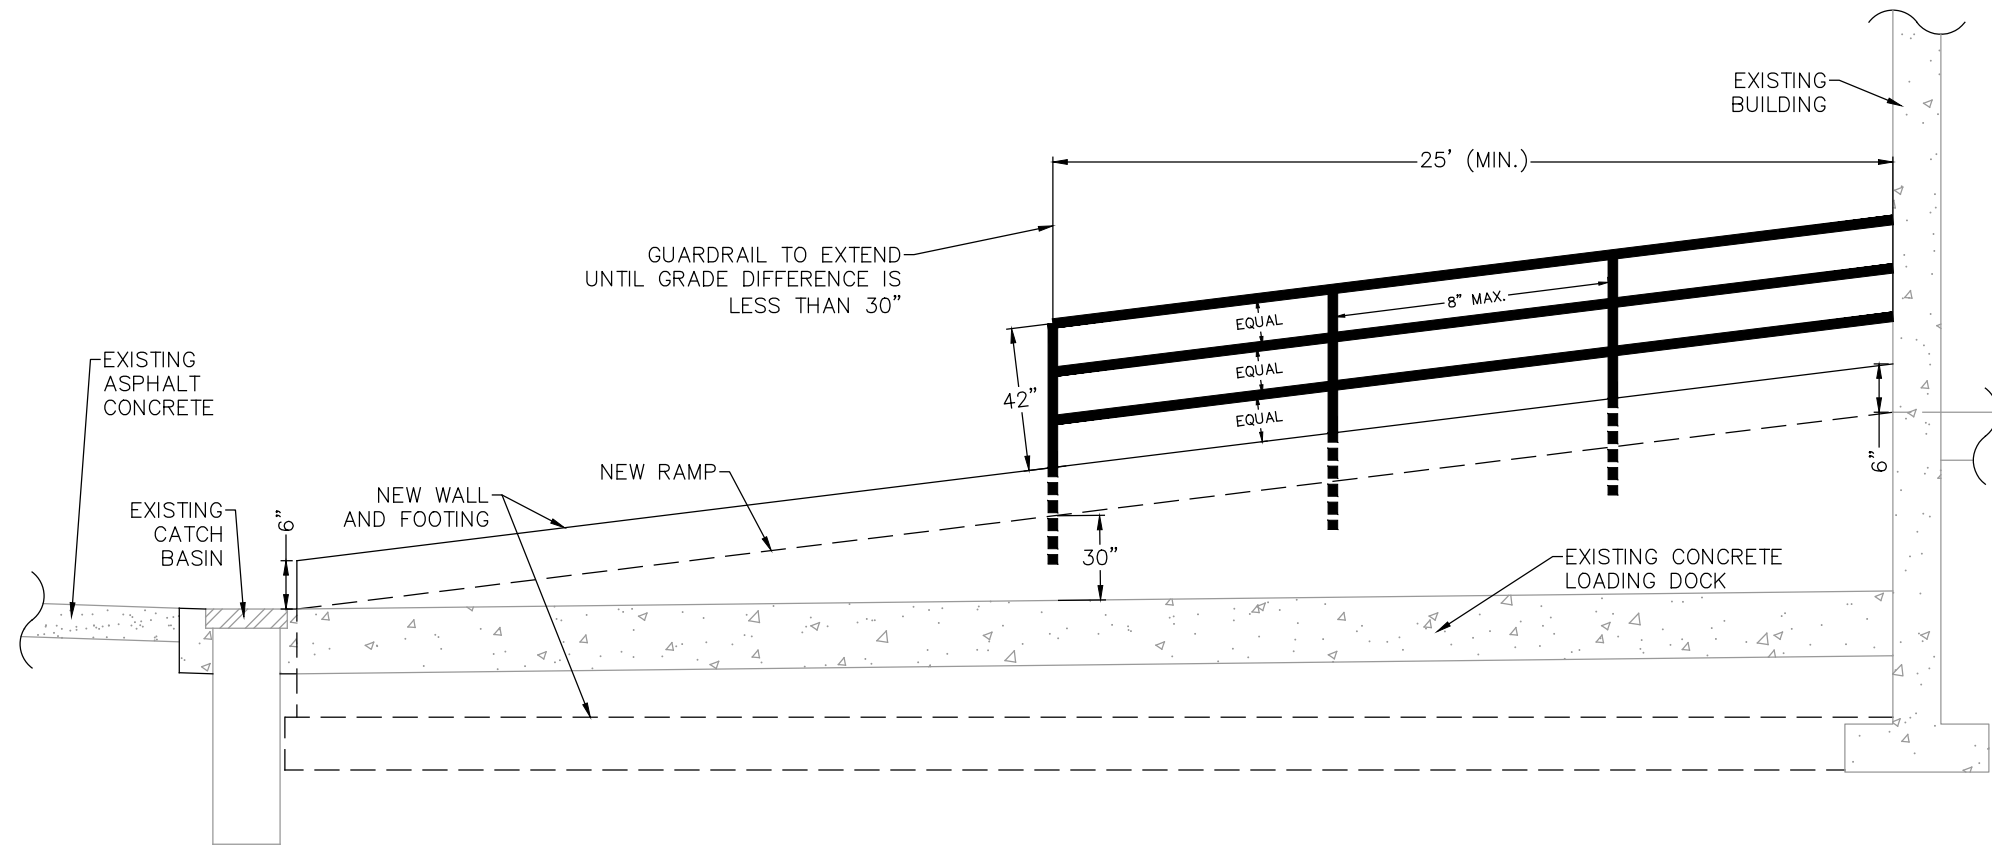 EXISTING
BUILDING
25' (MIN.)
GUARDRAIL TO EXTEND
UNTIL GRADE DIFFERENCE IS
LESS THAN 30"
8" MAX.
EQUAL
EQUAL
EQUAL
42"
EXISTING
ASPHALT
CONCRETE
6"
NEW RAMP
NEW WALL
AND FOOTING
EXISTING
CATCH
BASIN
6"
30"
EXISTING CONCRETE
LOADING DOCK